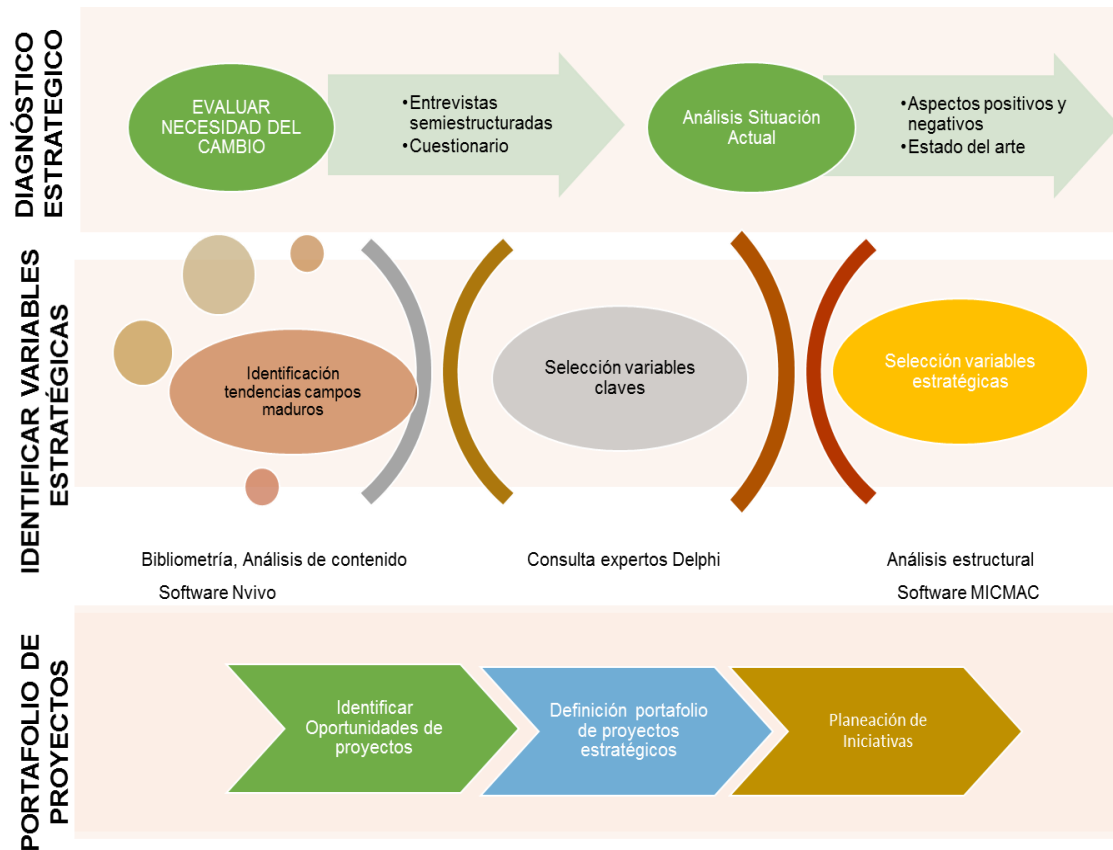 DIAGNÓSTICO
ESTRATEGICO
EVALUAR
NECESIDAD DEL
CAMBIO
•Entrevistas
semiestructuradas
•Cuestionario
Análisis Situación
Actual
•Aspectos positivos y
negativos
•Estado del arte
IDENTIFICAR VARIABLES
ESTRATÉGICAS
Identificación
tendencias campos
maduros
Selección variables
claves
Selección variables
estratégicas
Bibliometría, Análisis de contenido
Software Nvivo
Consulta expertos Delphi
Análisis estructural
Software MICMAC
PORTAFOLIO DE
PROYECTOS
Identificar
Oportunidades de
proyectos
Definición portafolio
de proyectos
estratégicos
Planeación de
Iniciativas